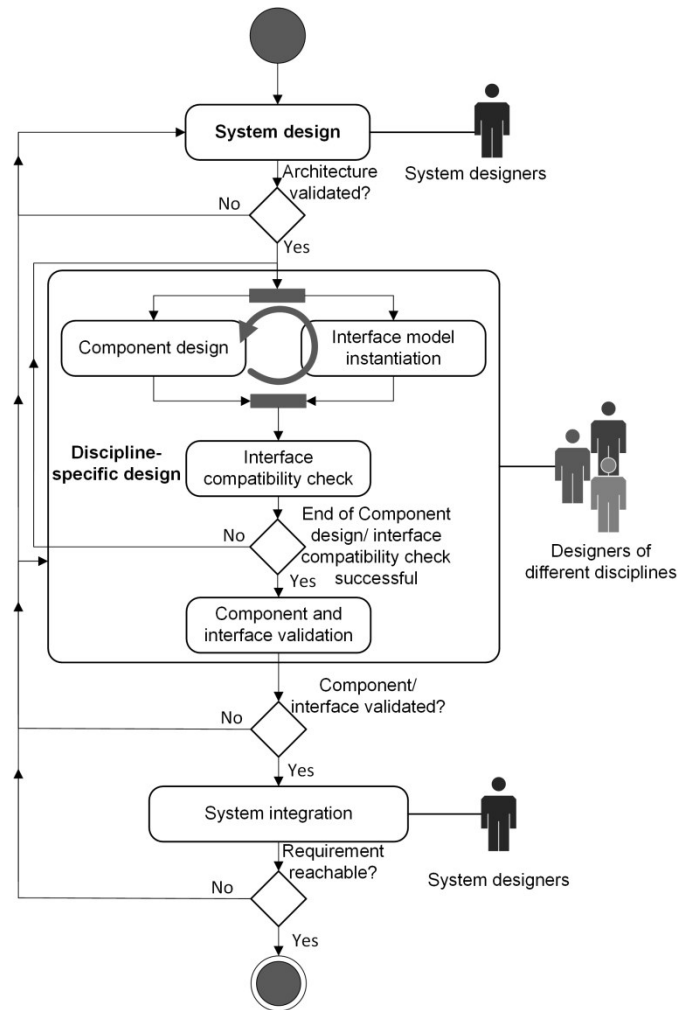 System design
System designers
Architecture
validated?
No
Yes
Component design
Interface model
instantiation
Discipline-
specific design
Interface
compatibility check
No
End of Component
design/ interface
compatibility check
successful
Yes
Designers of
different disciplines
Component and
interface validation
Component/
interface validated?
No
Yes
System integration
System designers
Requirement
reachable?
No
Yes